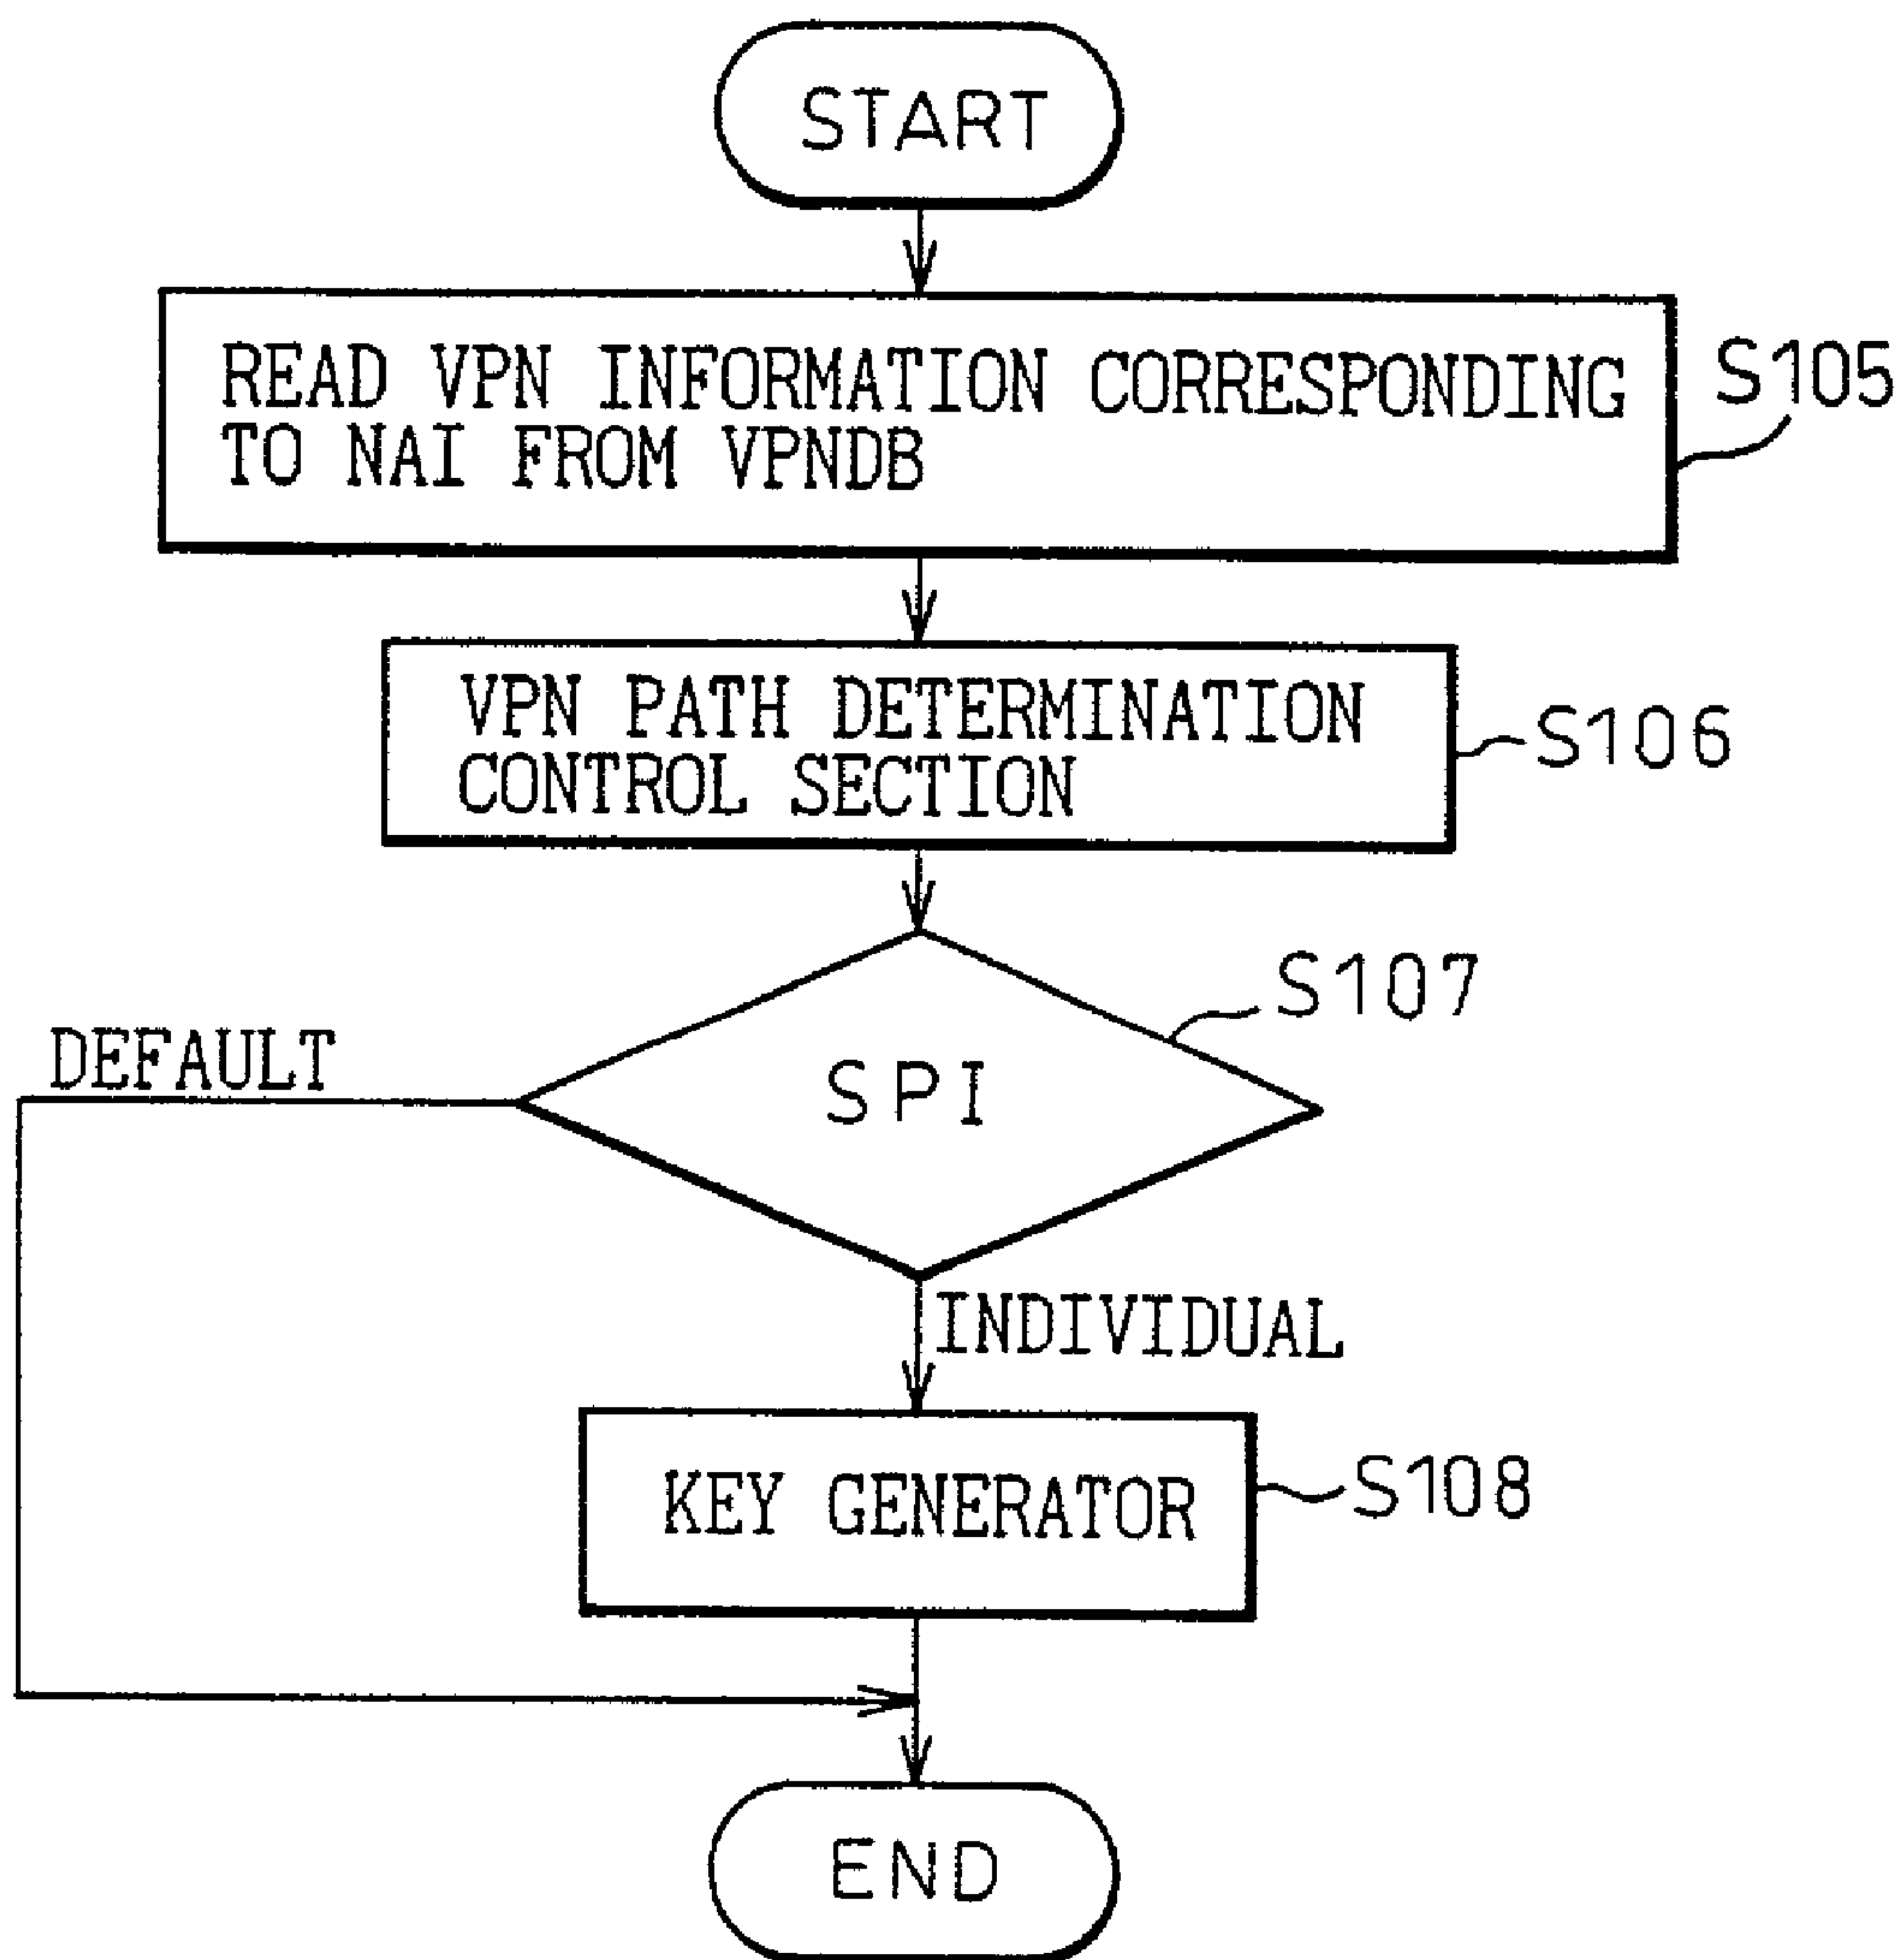 START
READ VPN INFORMATION CORRESPONDING
TO NAI FROM VPNDB
S105
VPN PATH DETERMINATION
CONTROL SECTION
S106
S107
DEFAULT
SPI
INDIVIDUAL
KEY GENERATOR
S108
END